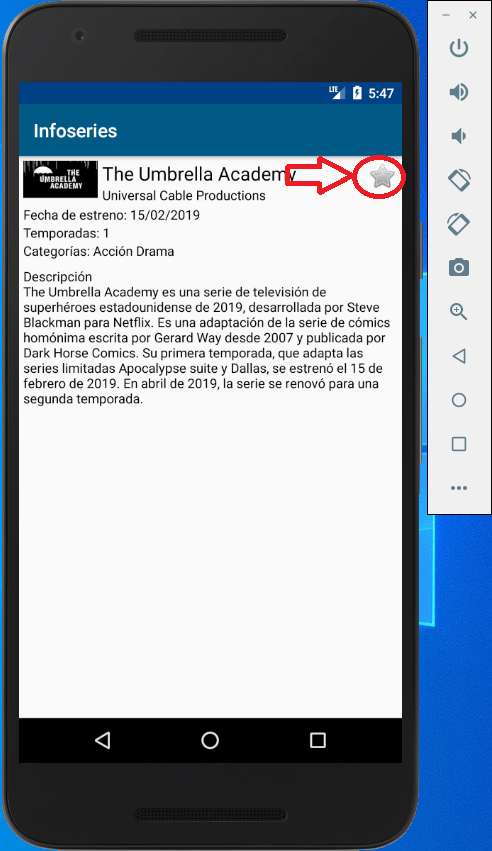 LTE 5:47
Infoseries
THE
UMBRELLA
ACADEMY
The Umbrella Academy
Universal Cable Productions
Fecha de estreno: 15/02/2019
Temporadas: 1
Categorías: Acción Drama
Descripción
The Umbrella Academy es una serie de televisión de
superhéroes estadounidense de 2019, desarrollada por Steve
Blackman para Netflix. Es una adaptación de la serie de cómics
homónima escrita por Gerard Way desde 2007 y publicada por
Dark Horse Comics. Su primera temporada, que adapta las
series limitadas Apocalypse suite y Dallas, se estrenó el 15 de
febrero de 2019. En abril de 2019, la serie se renovó para una
segunda temporada.